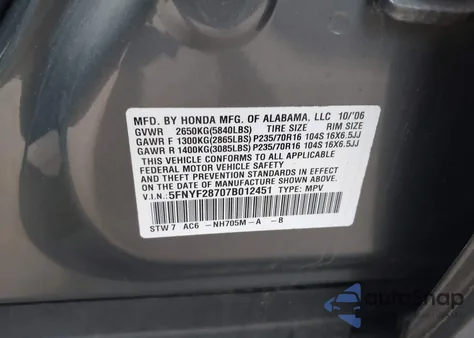 MFD. BY HONDA MFG. OF ALABAMA, LLC 10/'06
GVWR 2650KG(5840LBS) TIRE SIZE RIM SIZE
GAWR F 1300KG(2865LBS) P235/70R16 104S 16X6.5JJ
GAWR R 1400KG(3085LBS) P235/70R16 104S 16X6.5JJ
THIS VEHICLE CONFORMS TO ALL APPLICABLE
FEDERAL MOTOR VEHICLE SAFETY STANDARDS IN
EFFECT ON THE DATE OF MANUFACTURE SHOWN ABOVE.
V.I.N.: 5FNYF28707B012451 TYPE: MPV
STW7 AC6 -NH705M-A -B
AutoSnap